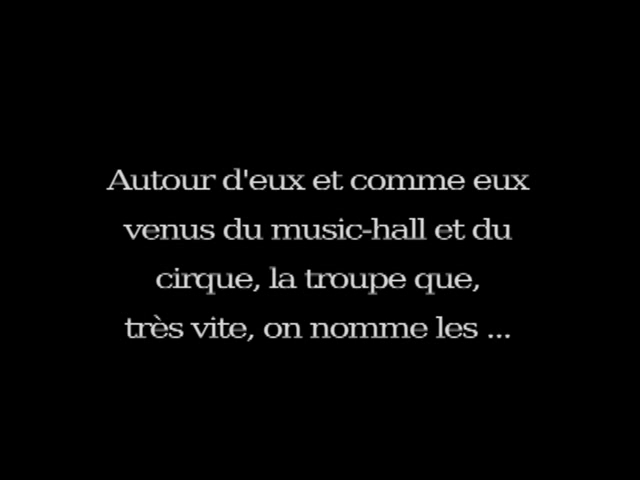 Autour d'eux et comme eux
venus du music-hall et du
cirque, la troupe que,
très vite, on nomme les ...